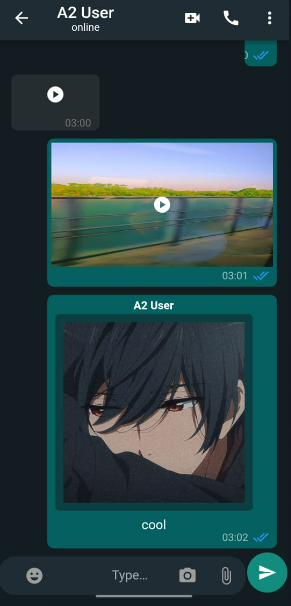 A2 User
online
03:00
03:01
A2 User
cool
03:02
Type...